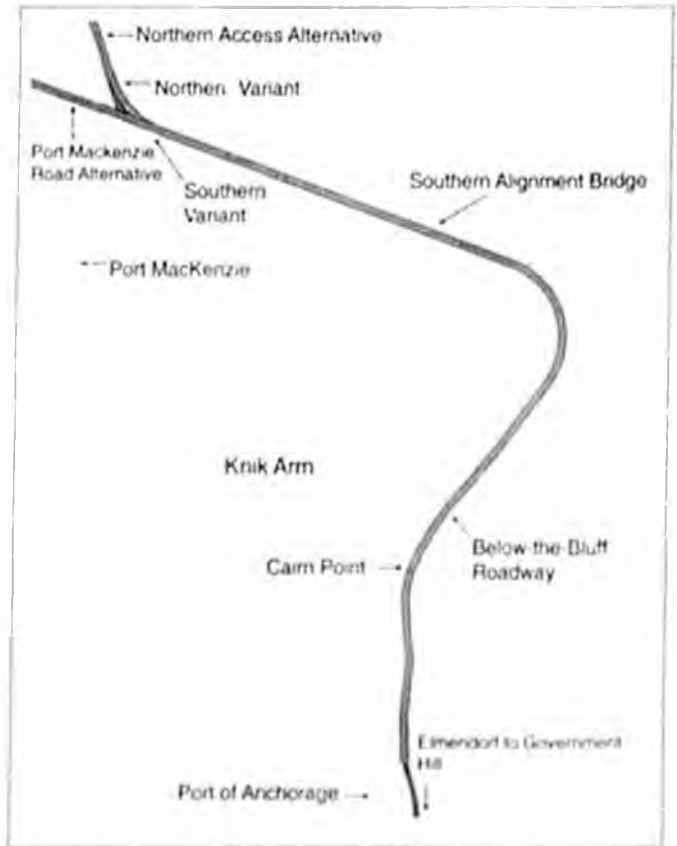 Northern Access Alternative
Northen Variant
Port Mackenzie
Road Alternative
Southern
Variant
Southern Alignment Bridge
Port MacKenzie
Knik Arm
Below-the-Bluff
Roadway
Cairn Point
Elmendorf to Government
Hill
Port of Anchorage